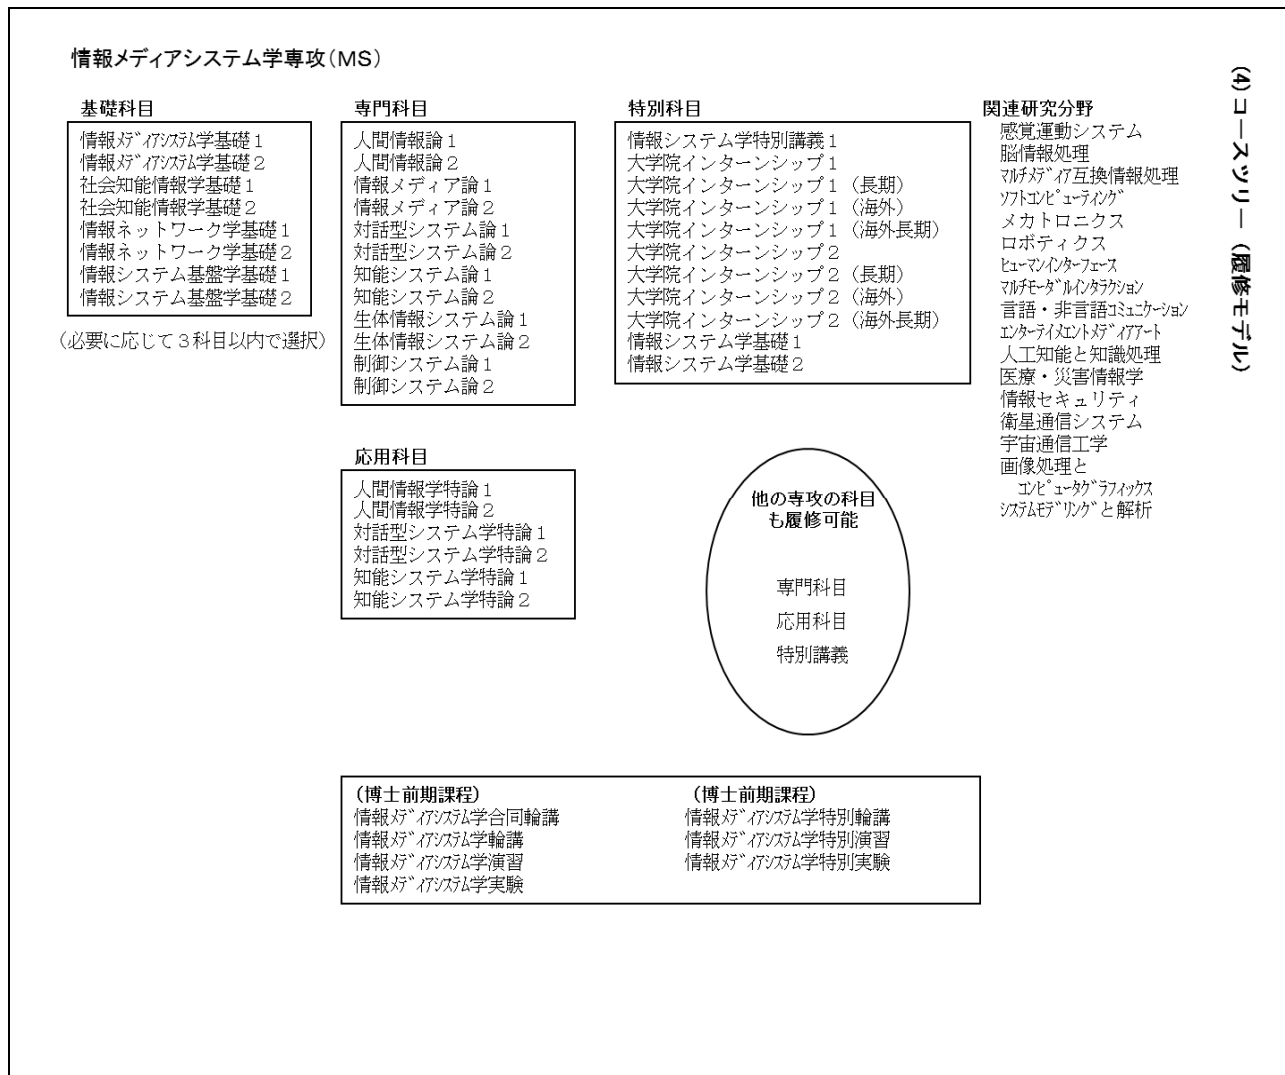 情報メディアシステム学専攻(MS)
(4)コースツリー(履修モデル)
基礎科目
情報ﾒﾃﾞｨｱｼｽﾃﾑ学基礎1
情報ﾒﾃﾞｨｱｼｽﾃﾑ学基礎2
社会知能情報学基礎1
社会知能情報学基礎2
情報ネットワーク学基礎1
情報ネットワーク学基礎2
情報システム基盤学基礎1
情報システム基盤学基礎2
(必要に応じて3科目以内で選択)
専門科目
人間情報論1
人間情報論2
情報メディア論1
情報メディア論2
対話型システム論1
対話型システム論2
知能システム論1
知能システム論2
生体情報システム論1
生体情報システム論2
制御システム論1
制御システム論2
応用科目
人間情報学特論1
人間情報学特論2
対話型システム学特論1
対話型システム学特論2
知能システム学特論1
知能システム学特論2
特別科目
情報システム学特別講義1
大学院インターンシップ1
大学院インターンシップ1(長期)
大学院インターンシップ1(海外)
大学院インターンシップ1(海外長期)
大学院インターンシップ2
大学院インターンシップ2(長期)
大学院インターンシップ2(海外)
大学院インターンシップ2(海外長期)
情報システム学基礎1
情報システム学基礎2
他の専攻の科目
も履修可能
専門科目
応用科目
特別講義
関連研究分野
感覚運動システム
脳情報処理
ﾏﾙﾁﾒﾃﾞｨｱ互換情報処理
ｿﾌﾄｺﾝﾋﾟｭｰﾃｨﾝｸﾞ
メカトロニクス
ロボティクス
ﾋｭｰﾏﾝｲﾝﾀｰﾌｪｰｽ
ﾏﾙﾁﾓｰﾀﾞﾙｲﾝﾀﾗｸｼｮﾝ
言語・非言語ｺﾐｭﾆｹｰｼｮﾝ
ｴﾝﾀｰﾃｲﾒｴﾝﾄﾒﾃﾞｨｱｱｰﾄ
人工知能と知識処理
医療・災害情報学
情報セキュリティ
衛星通信システム
宇宙通信工学
画像処理と
ｺﾝﾋﾟｭｰﾀｸﾞﾗﾌｨｯｸｽ
ｼｽﾃﾑﾓﾃﾞﾘﾝｸﾞと解析
(博士前期課程)
情報ﾒﾃﾞｨｱｼｽﾃﾑ学合同輪講
情報ﾒﾃﾞｨｱｼｽﾃﾑ学輪講
情報ﾒﾃﾞｨｱｼｽﾃﾑ学演習
情報ﾒﾃﾞｨｱｼｽﾃﾑ学実験
(博士前期課程)
情報ﾒﾃﾞｨｱｼｽﾃﾑ学特別輪講
情報ﾒﾃﾞｨｱｼｽﾃﾑ学特別演習
情報ﾒﾃﾞｨｱｼｽﾃﾑ学特別実験